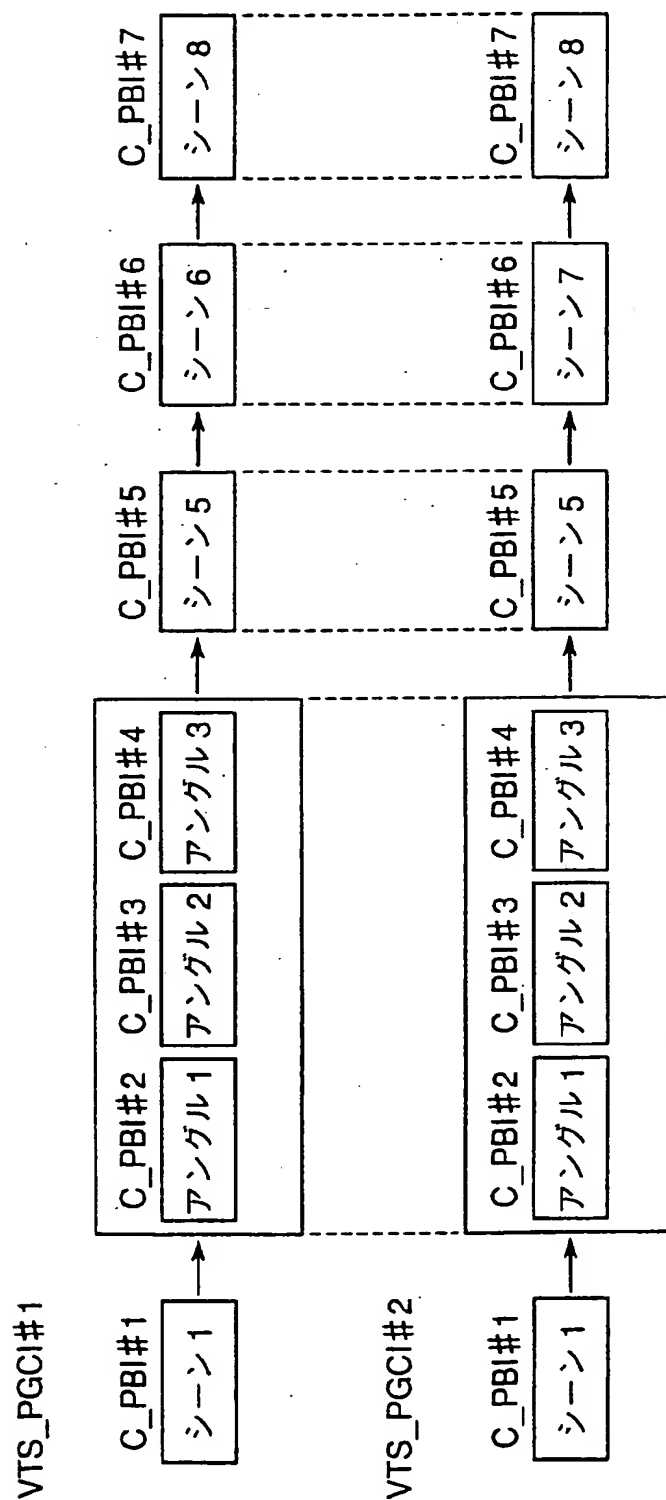 VTS_PGCI#1
C_PBI#1
シーン1
C_PBI#2
アングル1
C_PBI#3
アングル2
C_PBI#4
アングル3
C_PBI#5
シーン5
C_PBI#6
シーン6
C_PBI#7
シーン8
VTS_PGCI#2
C_PBI#1
シーン1
C_PBI#2
アングル1
C_PBI#3
アングル2
C_PBI#4
アングル3
C_PBI#5
シーン5
C_PBI#6
シーン7
C_PBI#7
シーン8